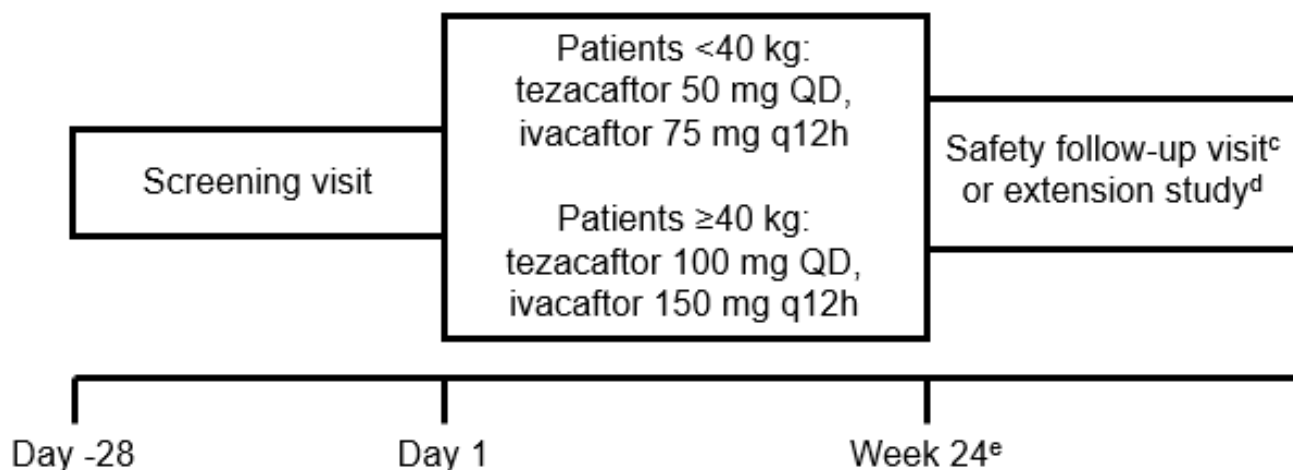 Patients <40 kg:
tezacaftor 50 mg QD,
ivacaftor 75 mg q12h
Screening visit
Patients ≥40 kg:
tezacaftor 100 mg QD,
ivacaftor 150 mg q12h
Safety follow-up visitᶜ
or extension studyᵈ
Day -28
Day 1
Week 24ᵉ